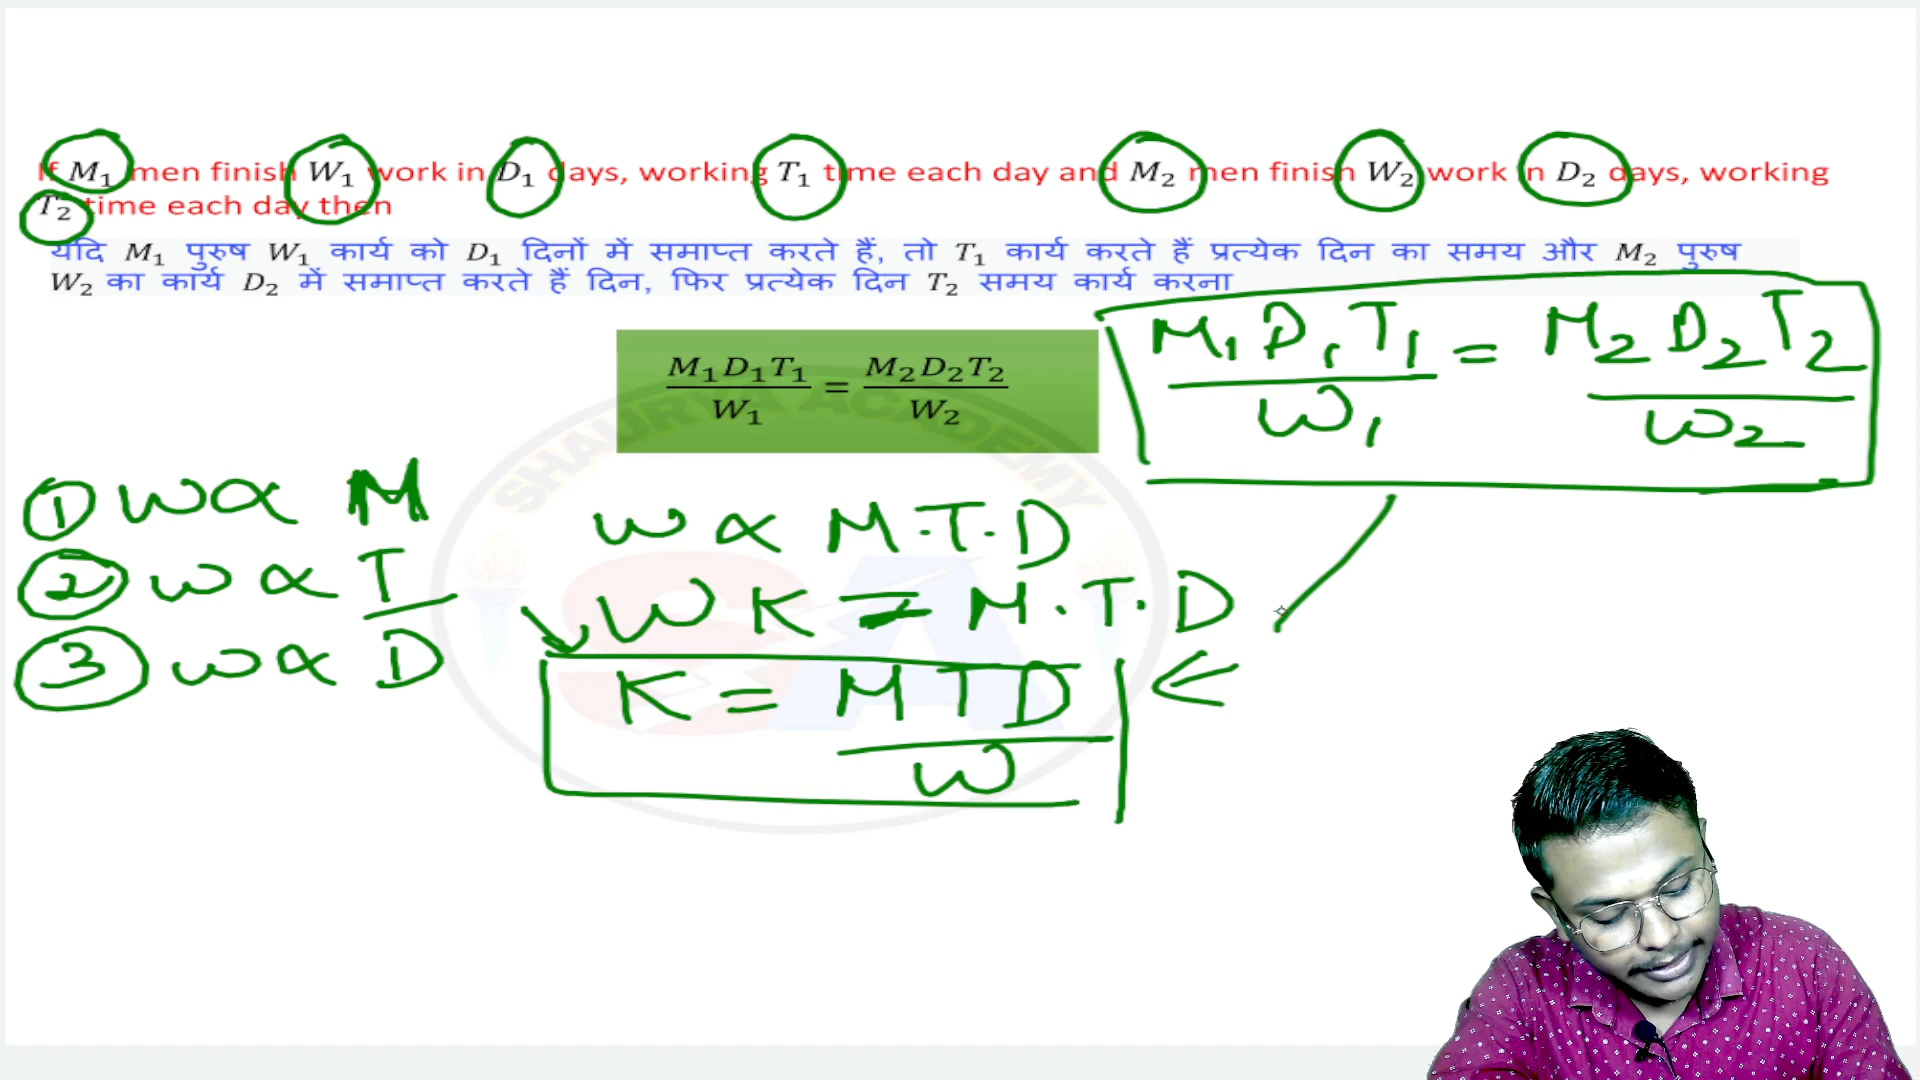 If M₁ men finish W₁ work in D₁ days, working T₁ time each day and M₂ men finish W₂ work in D₂ days, working
T₂ time each day then
यदि M₁ पुरुष W₁ कार्य को D₁ दिनों में समाप्त करते हैं, तो T₁ कार्य करते हैं प्रत्येक दिन का समय और M₂ पुरुष
W₂ का कार्य D₂ में समाप्त करते हैं दिन, फिर प्रत्येक दिन T₂ समय कार्य करना
M₁D₁T₁/W₁ = M₂D₂T₂/W₂
M₁D₁T₁/W₁ = M₂D₂T₂/W₂
SHAURYA ACADEMY
SA
① W ∝ M
② W ∝ T
③ W ∝ D
W ∝ M.T.D
W K = M.T.D
K = MTD/W